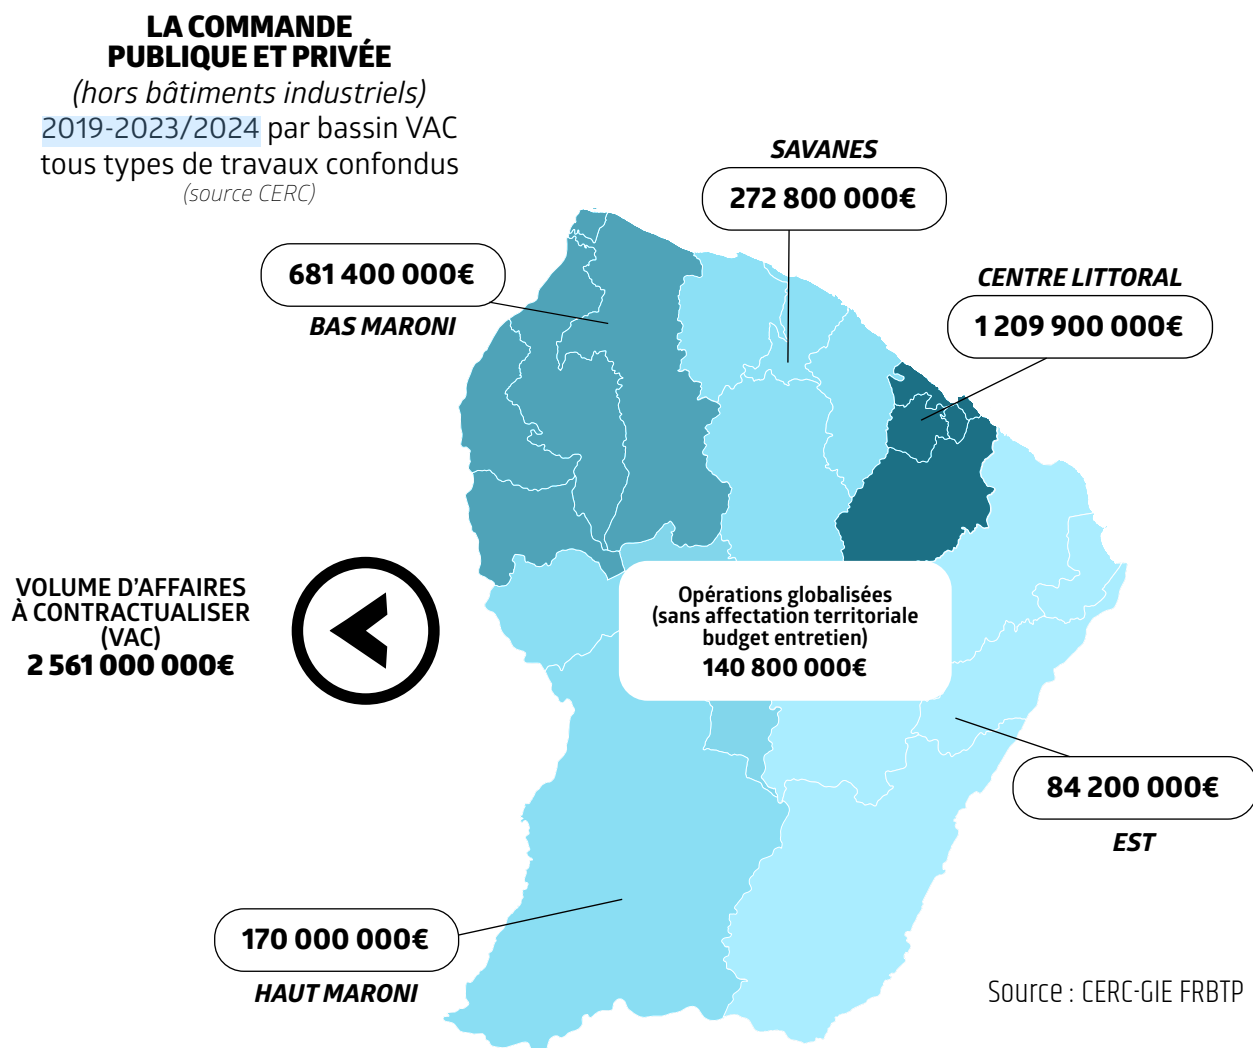 LA COMMANDE
PUBLIQUE ET PRIVÉE
(hors bâtiments industriels)
2019-2023/2024 par bassin VAC
tous types de travaux confondus
(source CERC)
SAVANES
272 800 000€
681 400 000€
BAS MARONI
CENTRE LITTORAL
1 209 900 000€
VOLUME D'AFFAIRES
À CONTRACTUALISER
(VAC)
2 561 000 000€
Opérations globalisées
(sans affectation territoriale
budget entretien)
140 800 000€
84 200 000€
EST
170 000 000€
HAUT MARONI
Source : CERC-GIE FRBTP